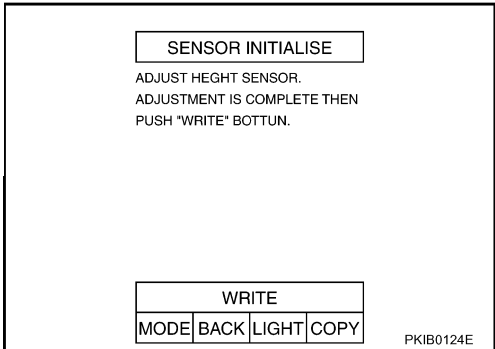 SENSOR INITIALISE
ADJUST HEGHT SENSOR.
ADJUSTMENT IS COMPLETE THEN
PUSH "WRITE" BOTTUN.
WRITE
MODE BACK LIGHT COPY
PKIB0124E